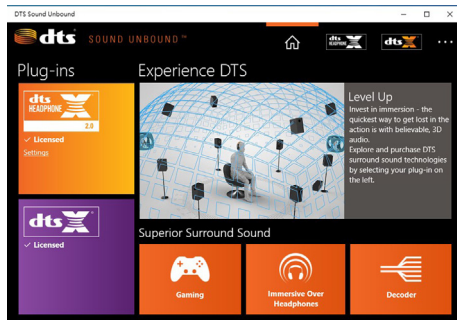 DTS Sound Unbound
dts SOUND UNBOUND™
dts HEADPHONE X
dts X
Plug-ins
dts
HEADPHONE X
2.0
✓ Licensed
Settings
dts X
✓ Licensed
Experience DTS
Level Up
Invest in immersion - the
quickest way to get lost in the
action is with believable, 3D
audio.
Explore and purchase DTS
surround sound technologies
by selecting your plug-in on
the left.
Superior Surround Sound
Gaming
Immersive Over
Headphones
Decoder